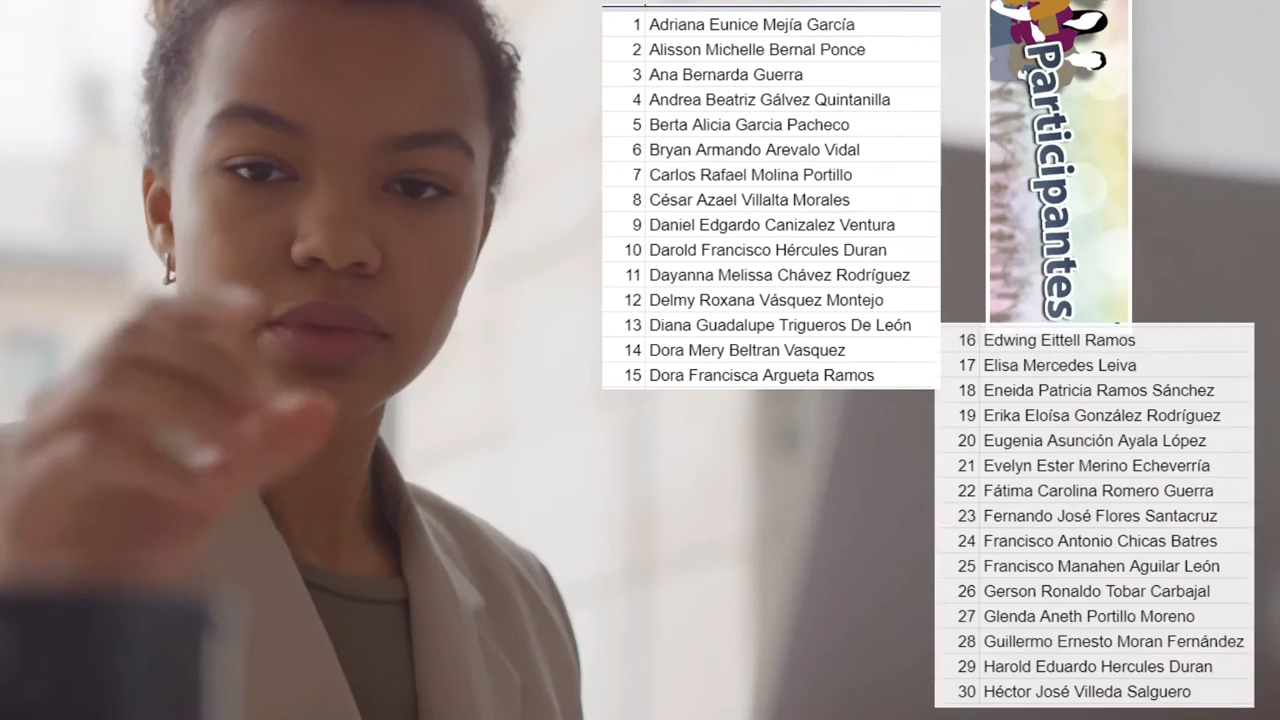 1 Adriana Eunice Mejía García
2 Alisson Michelle Bernal Ponce
3 Ana Bernarda Guerra
4 Andrea Beatriz Gálvez Quintanilla
5 Berta Alicia Garcia Pacheco
6 Bryan Armando Arevalo Vidal
7 Carlos Rafael Molina Portillo
8 César Azael Villalta Morales
9 Daniel Edgardo Canizalez Ventura
10 Darold Francisco Hércules Duran
11 Dayanna Melissa Chávez Rodríguez
12 Delmy Roxana Vásquez Montejo
13 Diana Guadalupe Trigueros De León
14 Dora Mery Beltran Vasquez
15 Dora Francisca Argueta Ramos
Participantes
16 Edwing Eittell Ramos
17 Elisa Mercedes Leiva
18 Eneida Patricia Ramos Sánchez
19 Erika Eloísa González Rodríguez
20 Eugenia Asunción Ayala López
21 Evelyn Ester Merino Echeverría
22 Fátima Carolina Romero Guerra
23 Fernando José Flores Santacruz
24 Francisco Antonio Chicas Batres
25 Francisco Manahen Aguilar León
26 Gerson Ronaldo Tobar Carbajal
27 Glenda Aneth Portillo Moreno
28 Guillermo Ernesto Moran Fernández
29 Harold Eduardo Hercules Duran
30 Héctor José Villeda Salguero